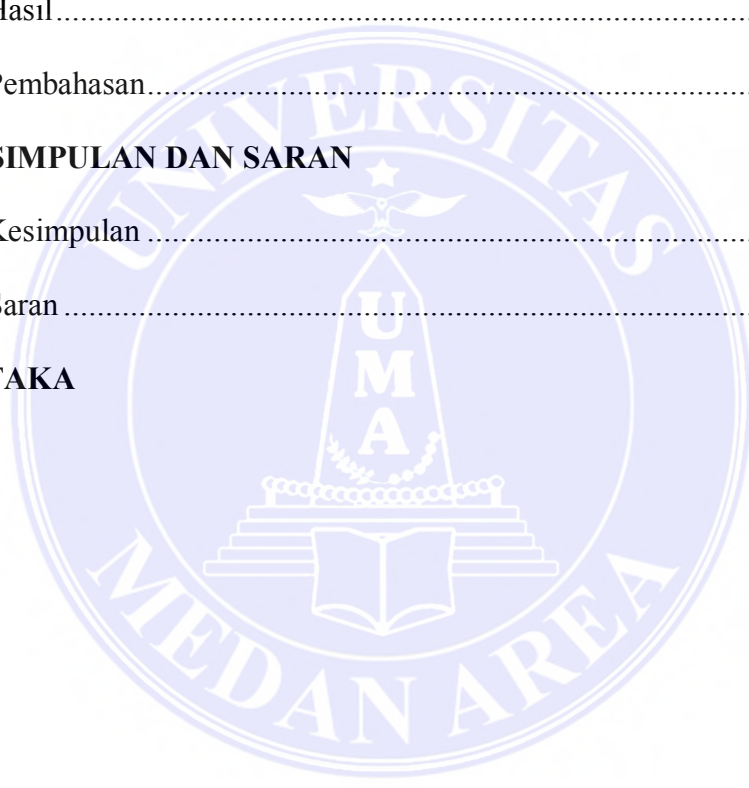 Hasil........................................................................................
Pembahasan...........................................................................
SIMPULAN DAN SARAN
Kesimpulan ...........................................................................
Saran .......................................................................................
TAKA
UNIVERSITAS
U
M
A
MEDAN AREA